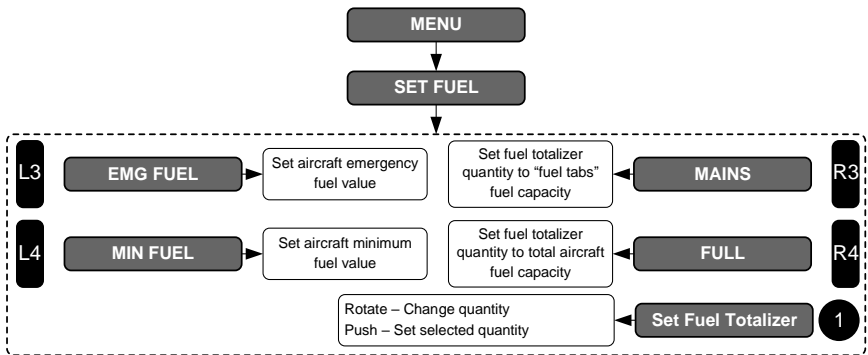 MENU
SET FUEL
L3
EMG FUEL
Set aircraft emergency
fuel value
Set fuel totalizer
quantity to “fuel tabs”
fuel capacity
MAINS
R3
L4
MIN FUEL
Set aircraft minimum
fuel value
Set fuel totalizer
quantity to total aircraft
fuel capacity
FULL
R4
Rotate – Change quantity
Push – Set selected quantity
Set Fuel Totalizer
1